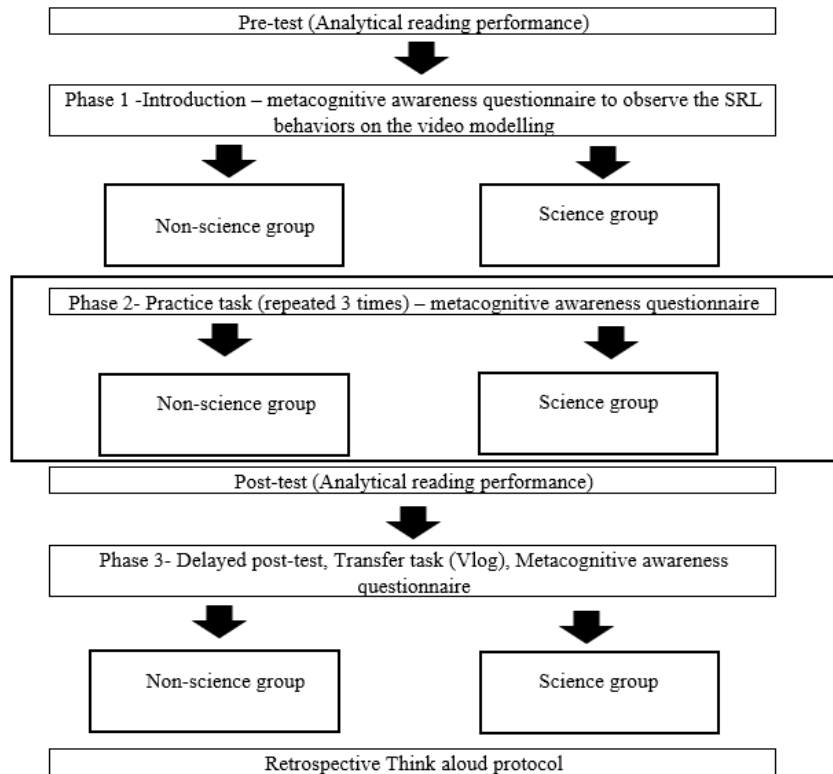 Pre-test (Analytical reading performance)
Phase 1 -Introduction – metacognitive awareness questionnaire to observe the SRL
behaviors on the video modelling
Non-science group
Science group
Phase 2- Practice task (repeated 3 times) – metacognitive awareness questionnaire
Non-science group
Science group
Post-test (Analytical reading performance)
Phase 3- Delayed post-test, Transfer task (Vlog), Metacognitive awareness
questionnaire
Non-science group
Science group
Retrospective Think aloud protocol